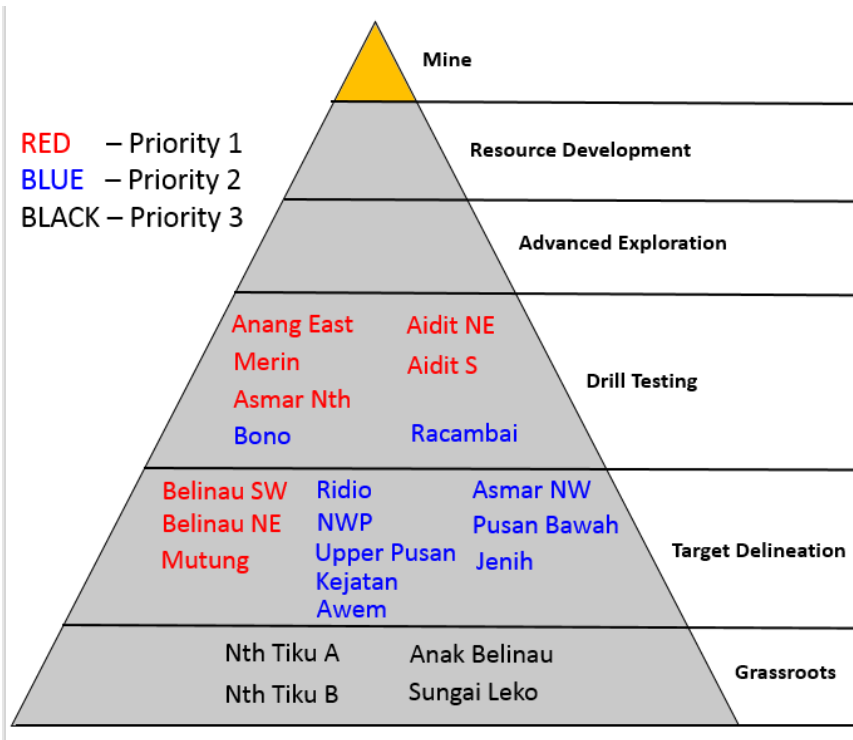 Mine
RED – Priority 1
BLUE – Priority 2
BLACK – Priority 3
Resource Development
Advanced Exploration
Anang East
Merin
Asmar Nth
Bono
Aidit NE
Aidit S
Racambai
Drill Testing
Belinau SW
Belinau NE
Mutung
Ridio
NWP
Upper Pusan
Kejatan
Awem
Asmar NW
Pusan Bawah
Jenih
Target Delineation
Nth Tiku A
Nth Tiku B
Anak Belinau
Sungai Leko
Grassroots